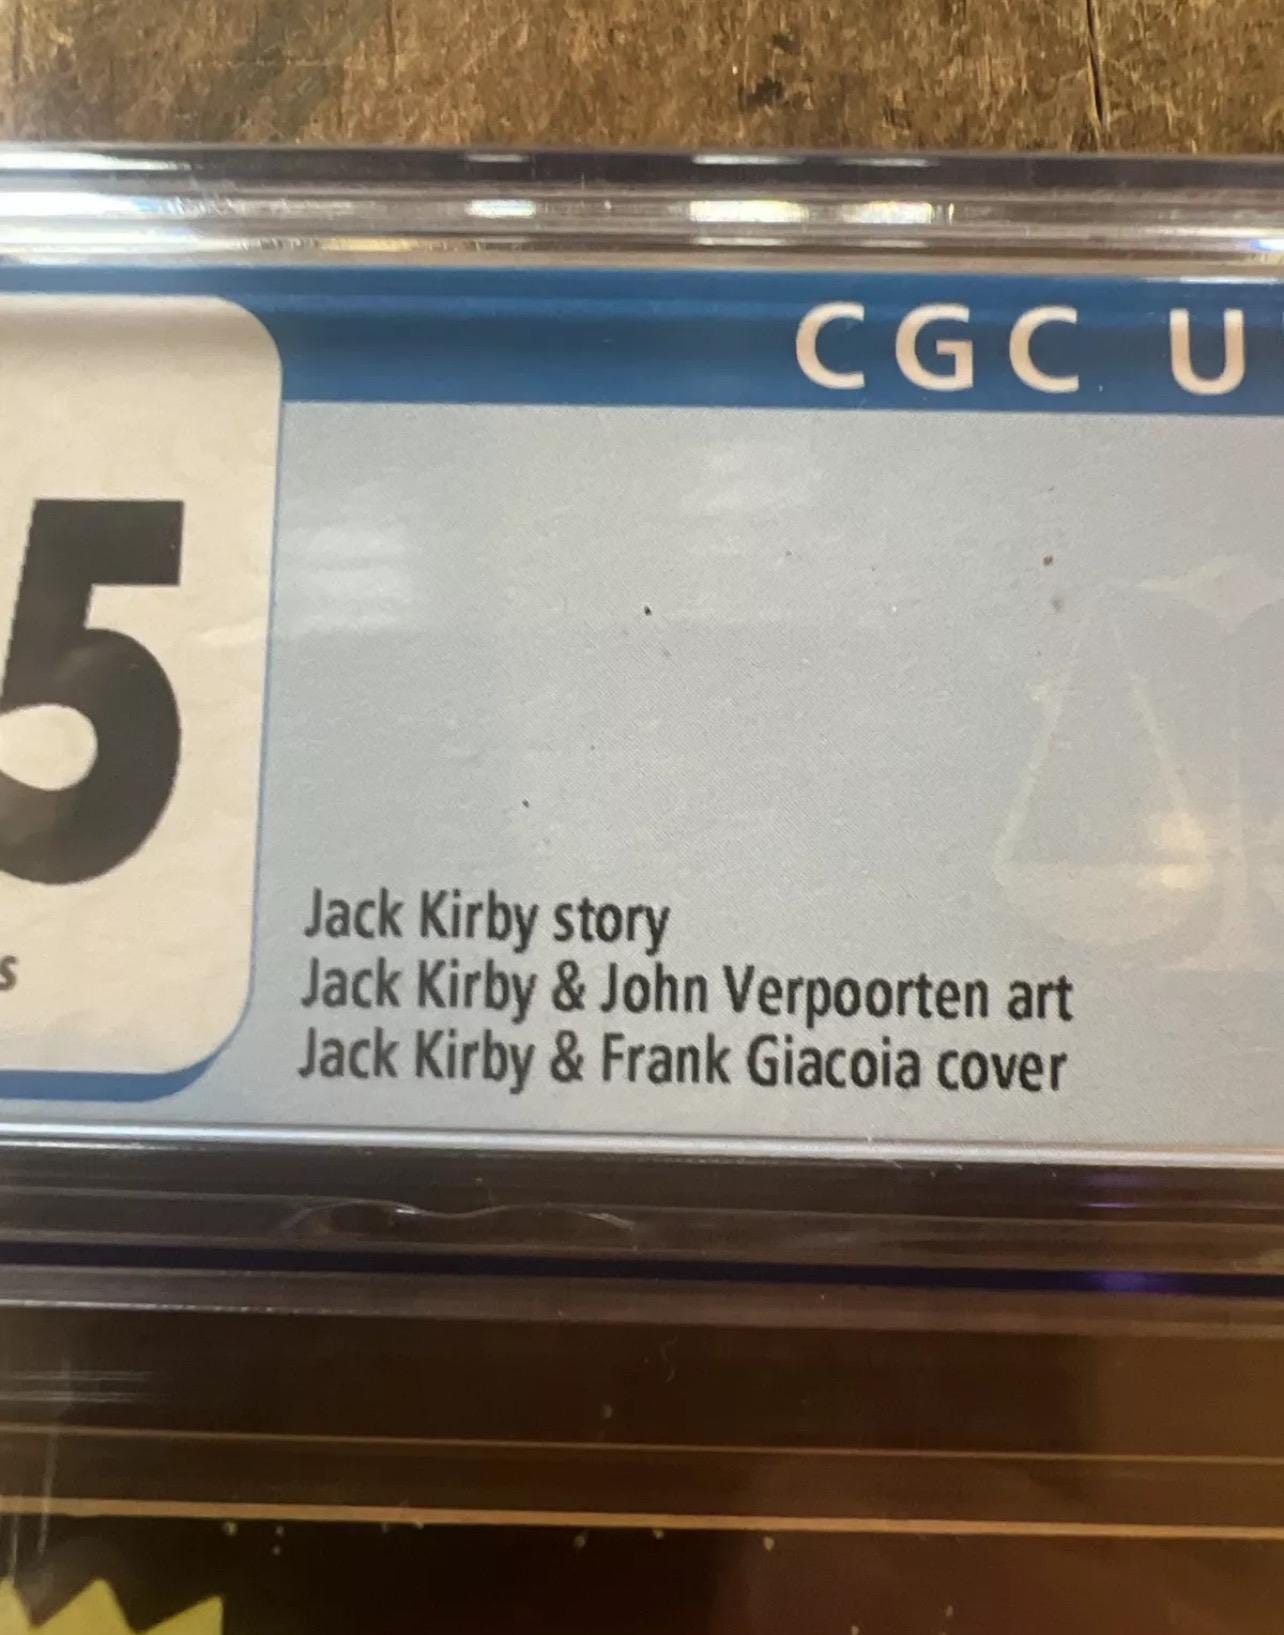 CGC U
5
s
Jack Kirby story
Jack Kirby & John Verpoorten art
Jack Kirby & Frank Giacoia cover